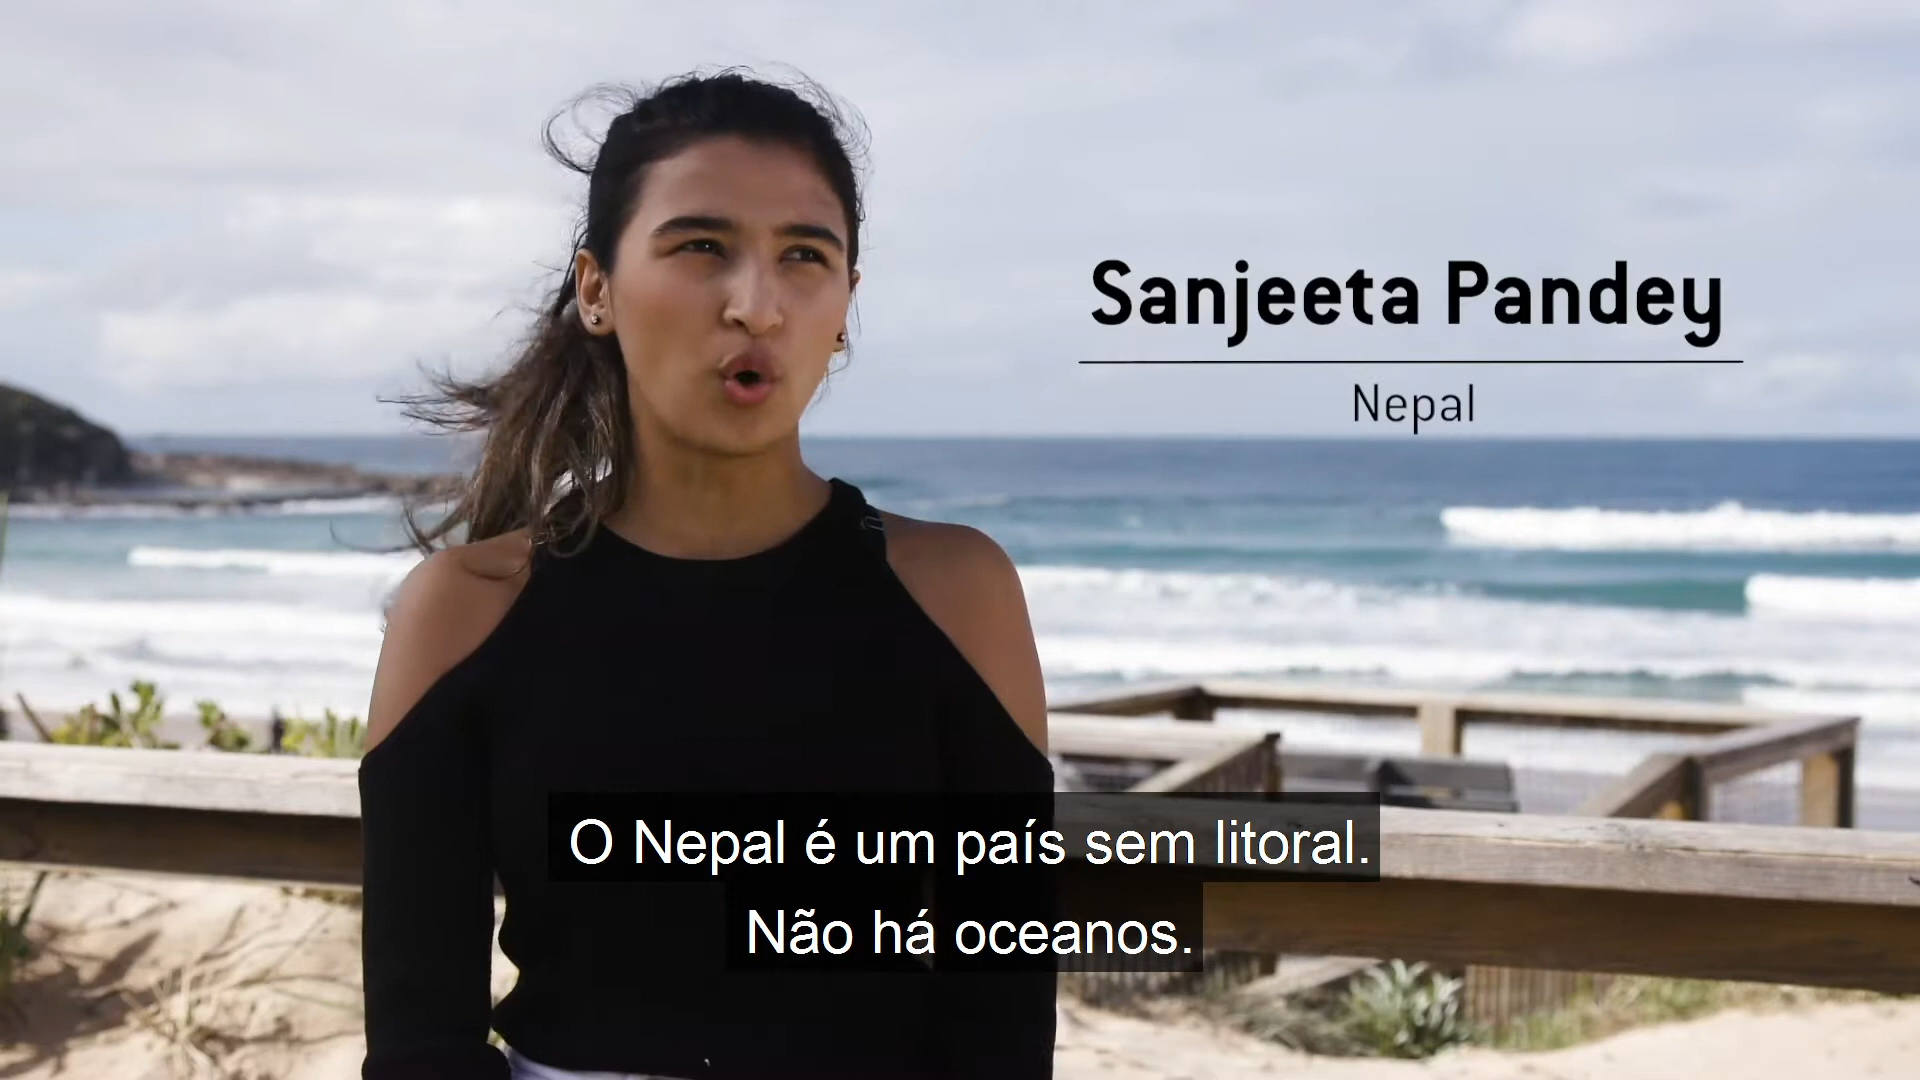 Sanjeeta Pandey
Nepal
O Nepal é um país sem litoral.
Não há oceanos.